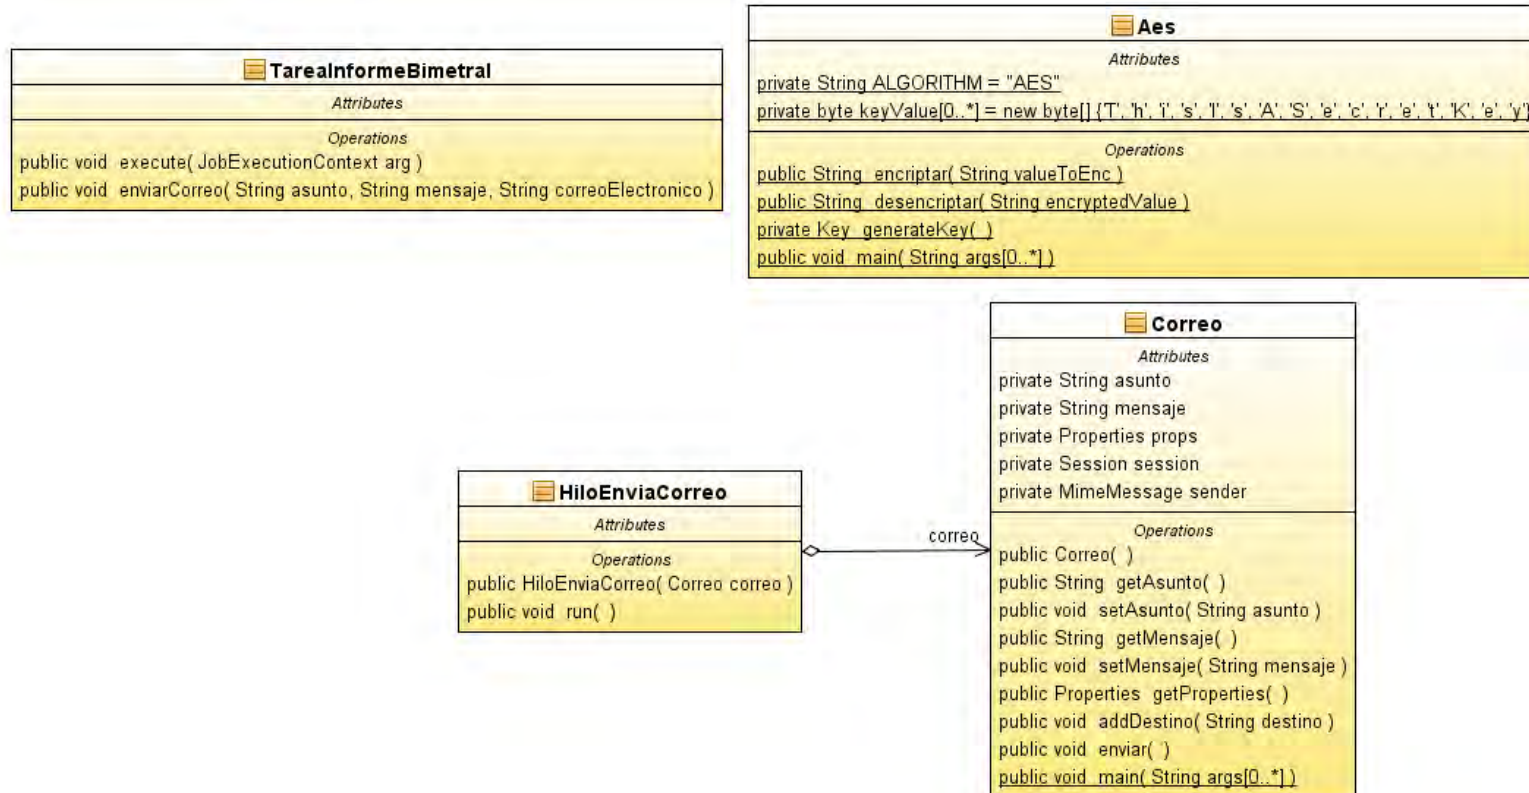 TareaInformeBimetral
Attributes
Operations
public void execute( JobExecutionContext arg )
public void enviarCorreo( String asunto, String mensaje, String correoElectronico )
Aes
Attributes
private String ALGORITHM = "AES"
private byte keyValue[0..*] = new byte[] {'T', 'h', 'i', 's', 'I', 's', 'A', 'S', 'e', 'c', 'r', 'e', 't', 'K', 'e', 'y'}
Operations
public String encriptar( String valueToEnc )
public String desencriptar( String encryptedValue )
private Key generateKey( )
public void main( String args[0..*] )
HiloEnviaCorreo
Attributes
Operations
public HiloEnviaCorreo( Correo correo )
public void run( )
correo
Correo
Attributes
private String asunto
private String mensaje
private Properties props
private Session session
private MimeMessage sender
Operations
public Correo( )
public String getAsunto( )
public void setAsunto( String asunto )
public String getMensaje( )
public void setMensaje( String mensaje )
public Properties getProperties( )
public void addDestino( String destino )
public void enviar( )
public void main( String args[0..*] )